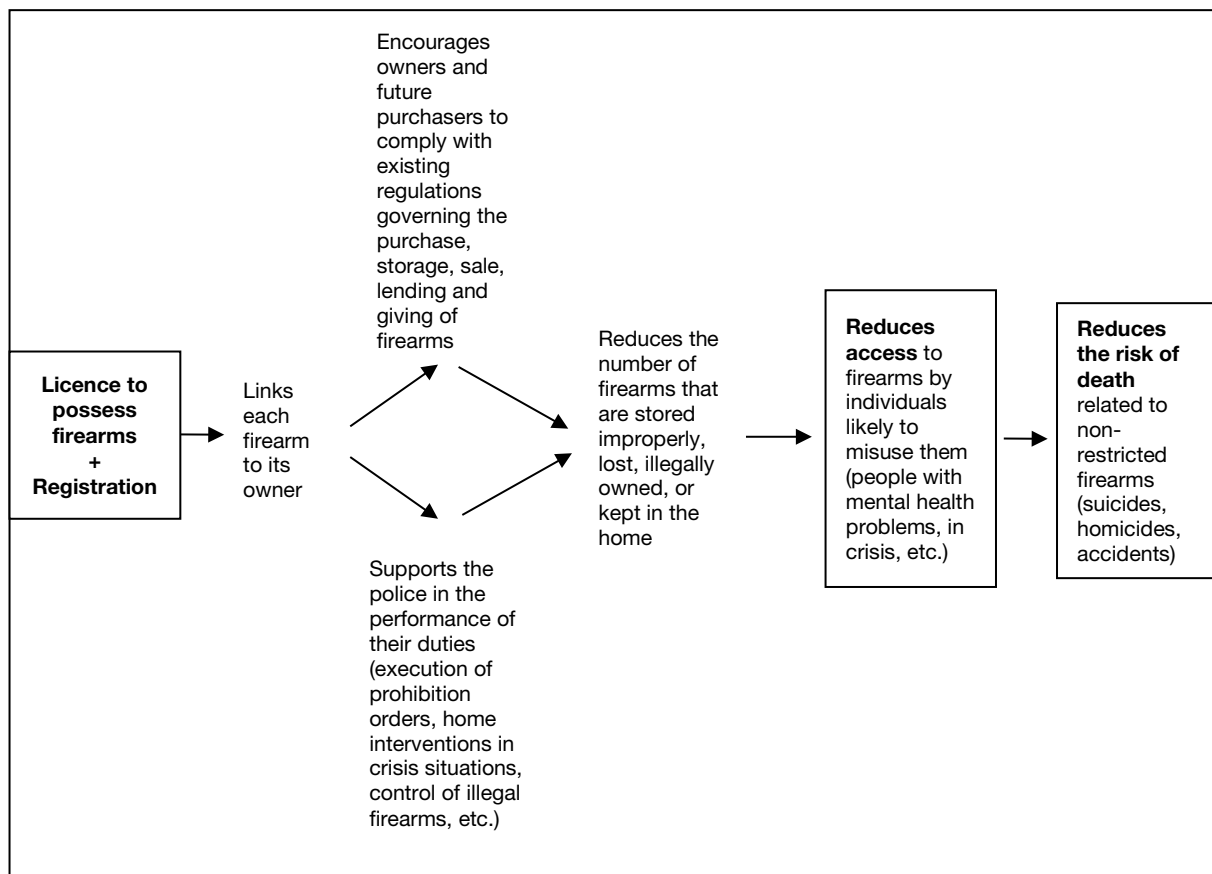 Licence to
possess
firearms
+
Registration
Links
each
firearm
to its
owner
Encourages
owners and
future
purchasers to
comply with
existing
regulations
governing the
purchase,
storage, sale,
lending and
giving of
firearms
Supports the
police in the
performance of
their duties
(execution of
prohibition
orders, home
interventions in
crisis situations,
control of illegal
firearms, etc.)
Reduces the
number of
firearms that
are stored
improperly,
lost, illegally
owned, or
kept in the
home
Reduces
access to
firearms by
individuals
likely to
misuse them
(people with
mental health
problems, in
crisis, etc.)
Reduces
the risk of
death
related to
non-
restricted
firearms
(suicides,
homicides,
accidents)